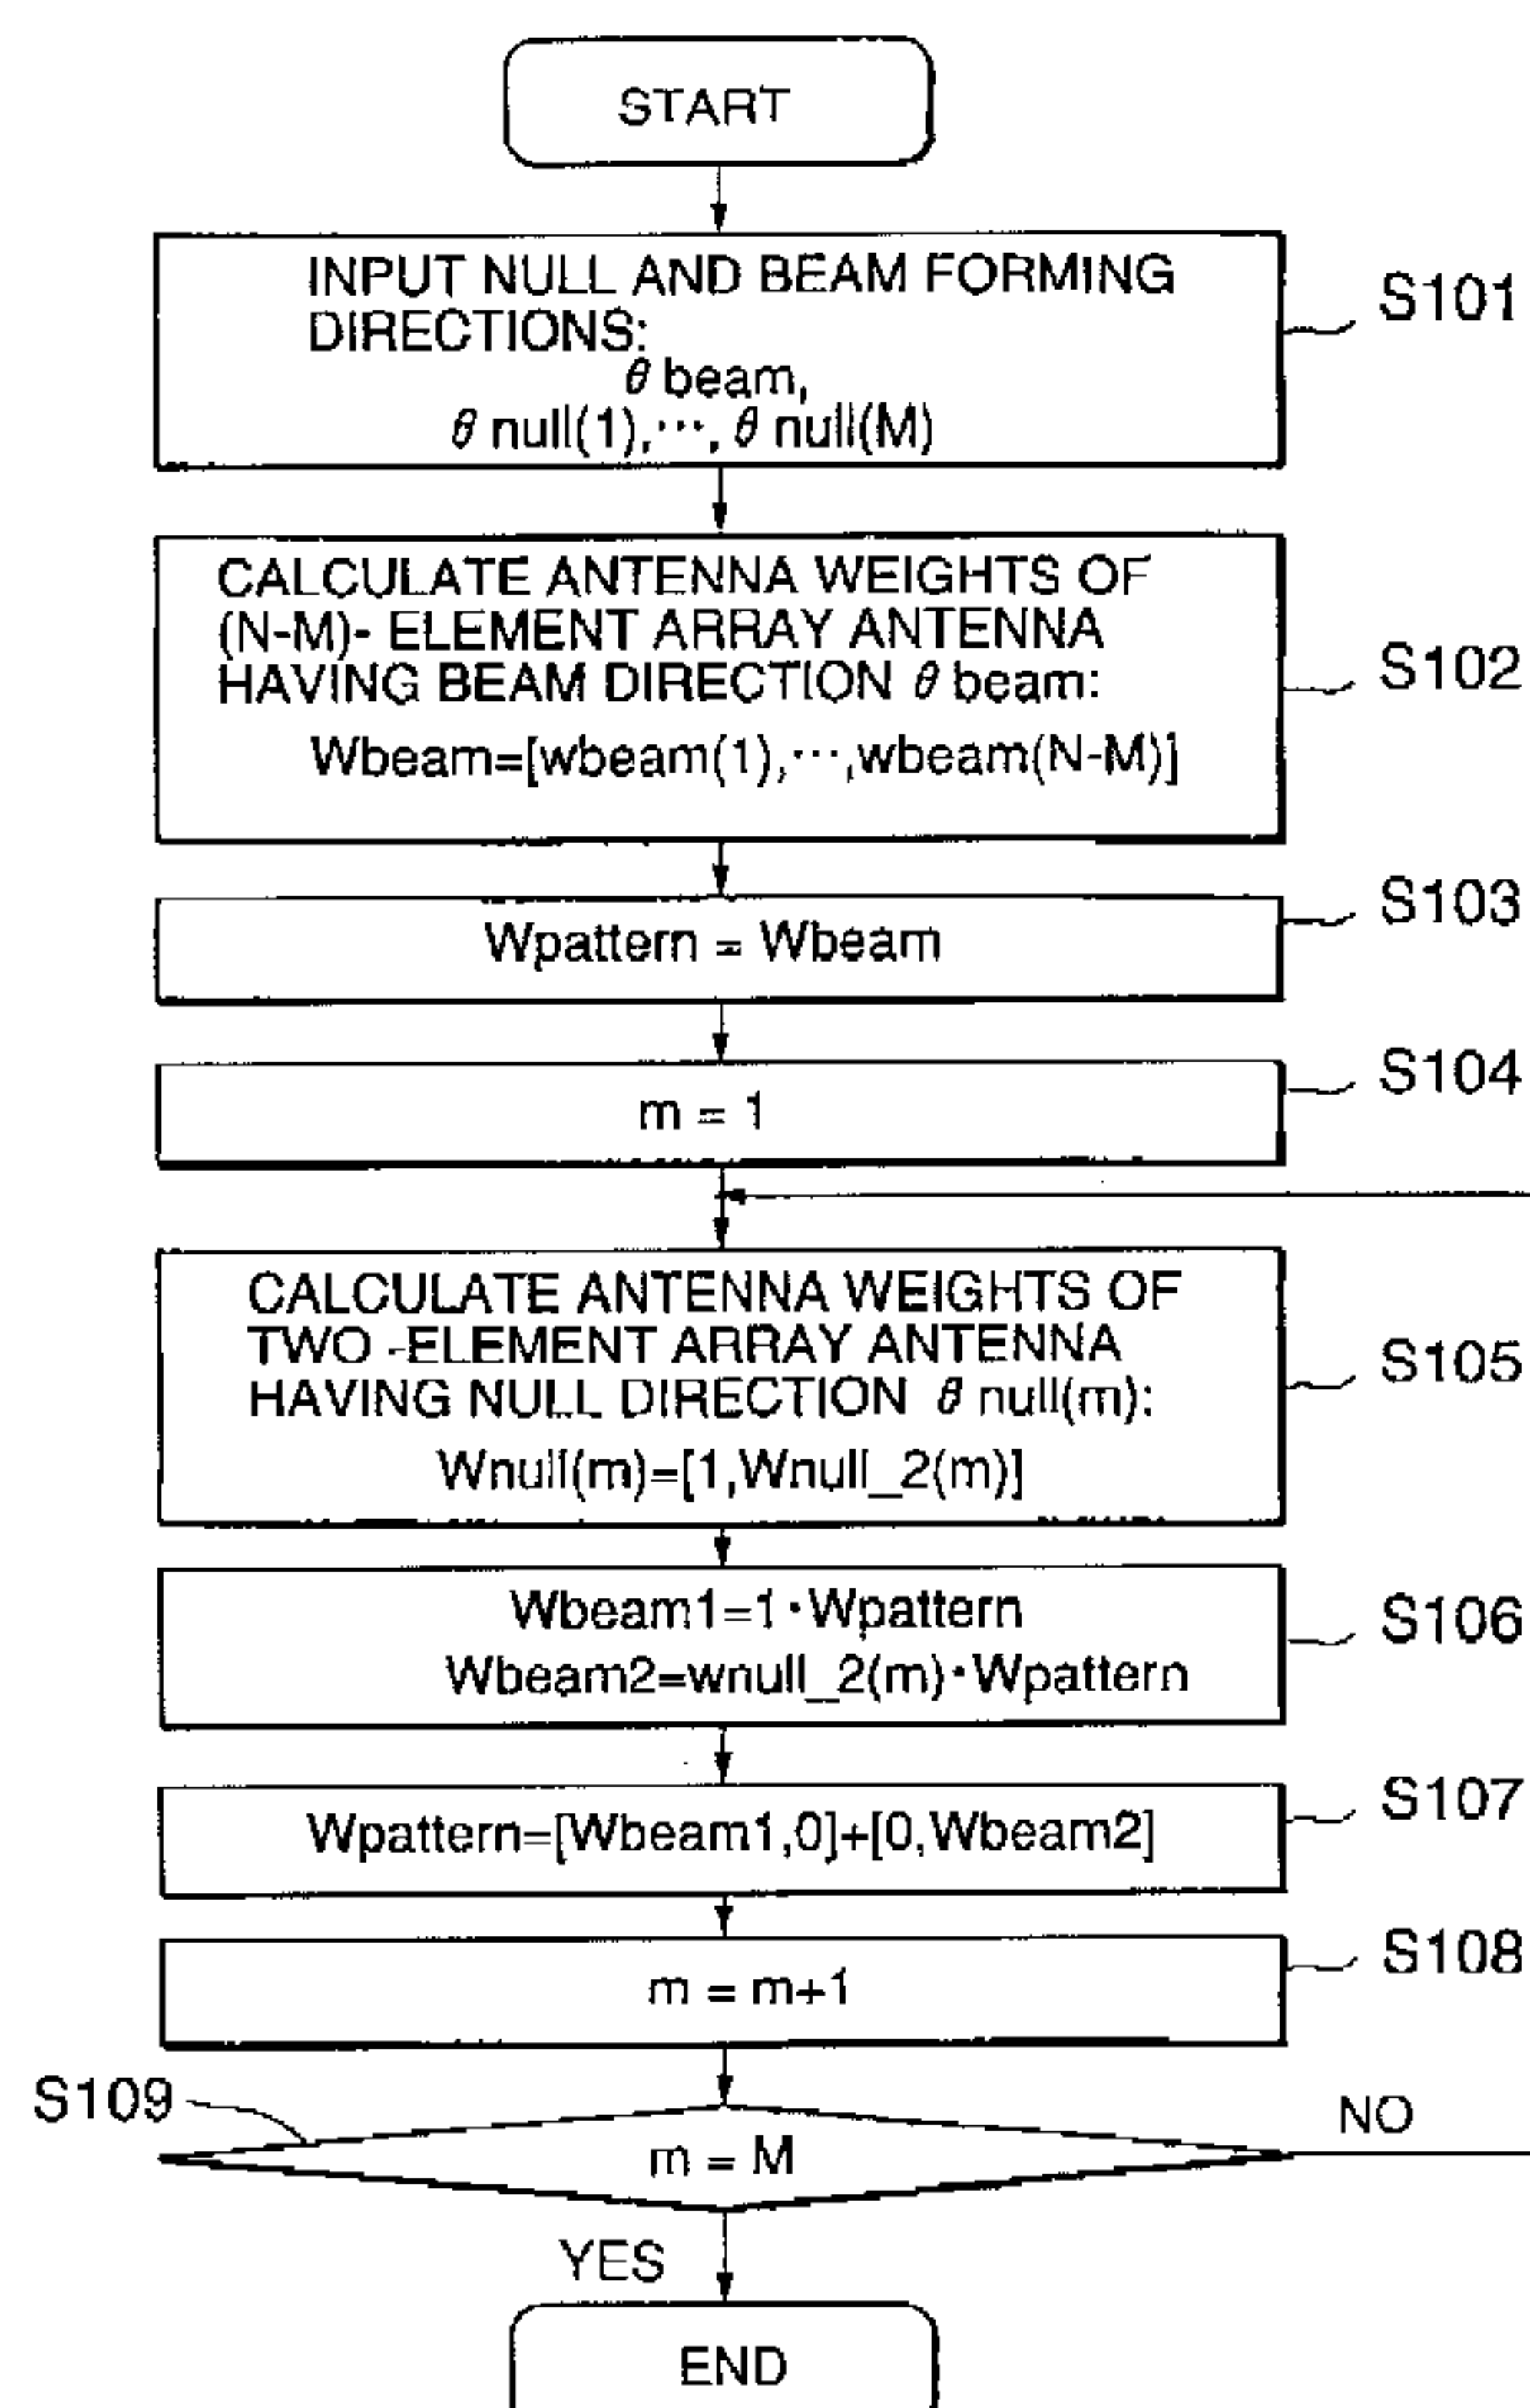 START
INPUT NULL AND BEAM FORMING
DIRECTIONS:
θ beam,
θ null(1),···, θ null(M)
S101
CALCULATE ANTENNA WEIGHTS OF
(N-M)- ELEMENT ARRAY ANTENNA
HAVING BEAM DIRECTION θ beam:
Wbeam=[wbeam(1),···,wbeam(N-M)]
S102
Wpattern = Wbeam
S103
m = 1
S104
CALCULATE ANTENNA WEIGHTS OF
TWO -ELEMENT ARRAY ANTENNA
HAVING NULL DIRECTION θ null(m):
Wnull(m)=[1,Wnull_2(m)]
S105
Wbeam1=1·Wpattern
Wbeam2=wnull_2(m)·Wpattern
S106
Wpattern=[Wbeam1,0]+[0,Wbeam2]
S107
m = m+1
S108
S109
m = M
NO
YES
END